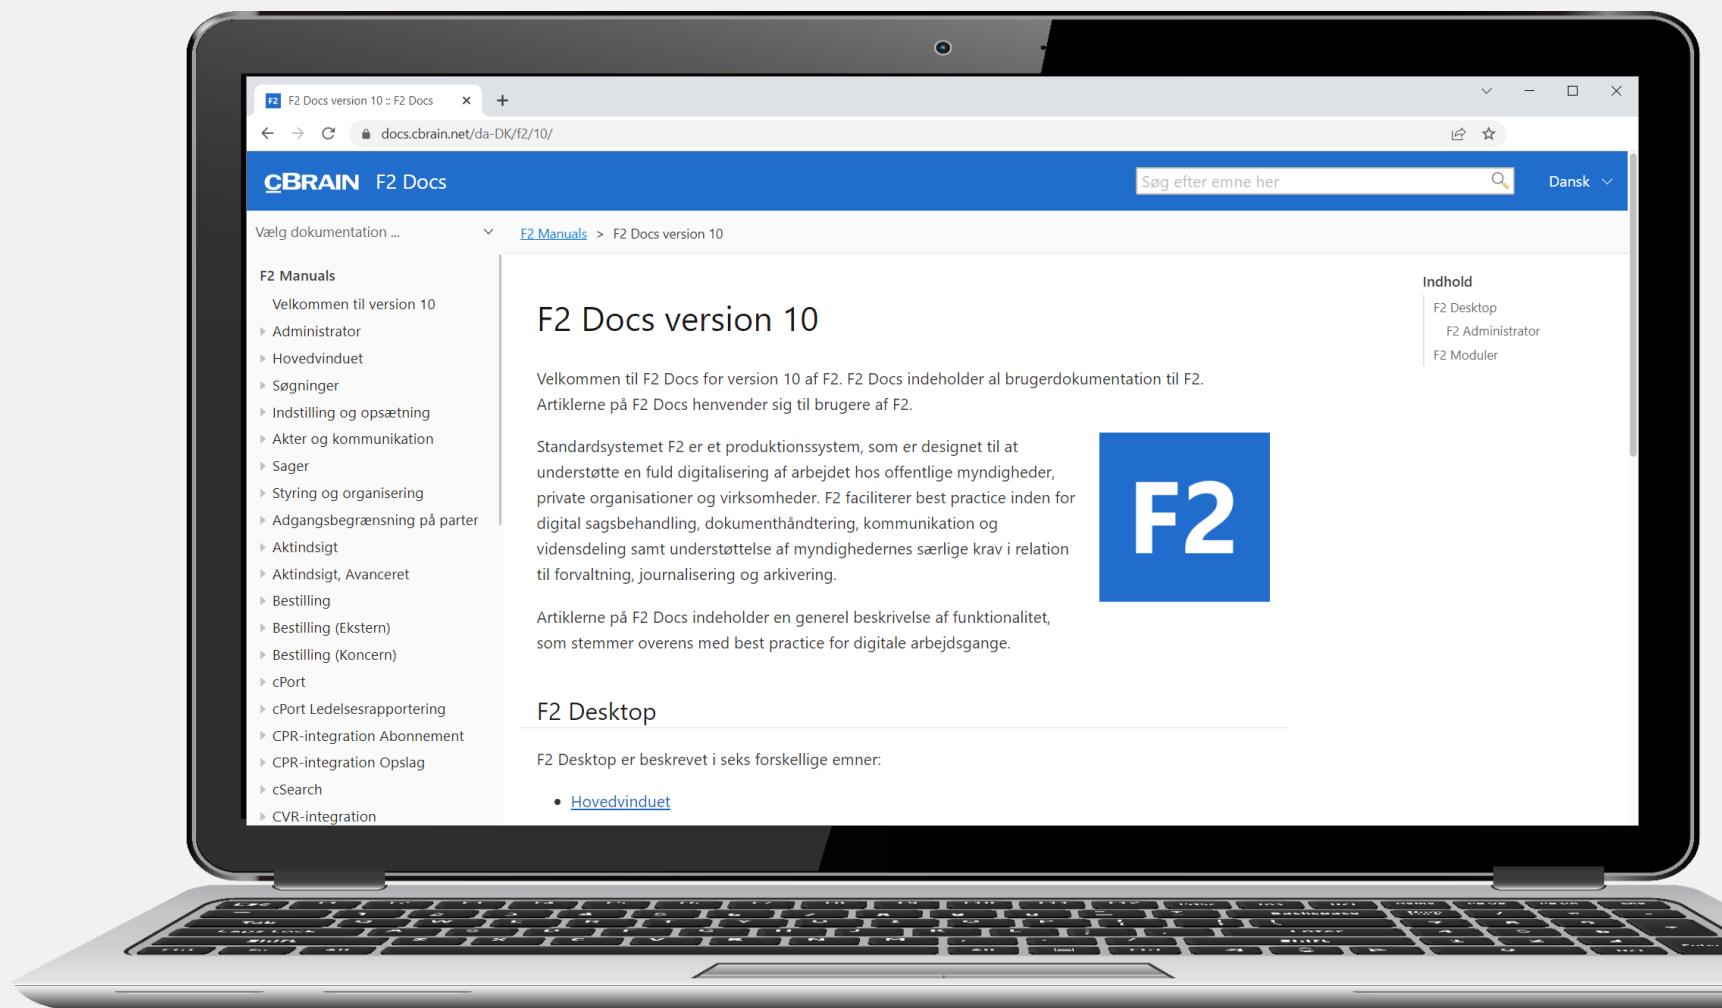 F2 Docs version 10 :: F2 Docs
docs.cbrain.net/da-DK/f2/10/
CBRAIN F2 Docs
Søg efter emne her
Dansk
Vælg dokumentation ...
F2 Manuals > F2 Docs version 10
F2 Manuals
Velkommen til version 10
Administrator
Hovedvinduet
Søgninger
Indstilling og opsætning
Akter og kommunikation
Sager
Styring og organisering
Adgangsbegrænsning på parter
Aktindsigt
Aktindsigt, Avanceret
Bestilling
Bestilling (Ekstern)
Bestilling (Koncern)
cPort
cPort Ledelsesrapportering
CPR-integration Abonnement
CPR-integration Opslag
cSearch
CVR-integration
F2 Docs version 10
Velkommen til F2 Docs for version 10 af F2. F2 Docs indeholder al brugerdokumentation til F2.
Artiklerne på F2 Docs henvender sig til brugere af F2.
Standardsystemet F2 er et produktionssystem, som er designet til at
understøtte en fuld digitalisering af arbejdet hos offentlige myndigheder,
private organisationer og virksomheder. F2 faciliterer best practice inden for
digital sagsbehandling, dokumenthåndtering, kommunikation og
vidensdeling samt understøttelse af myndighedernes særlige krav i relation
til forvaltning, journalisering og arkivering.
F2
Artiklerne på F2 Docs indeholder en generel beskrivelse af funktionalitet,
som stemmer overens med best practice for digitale arbejdsgange.
F2 Desktop
F2 Desktop er beskrevet i seks forskellige emner:
Hovedvinduet
Indhold
F2 Desktop
F2 Administrator
F2 Moduler